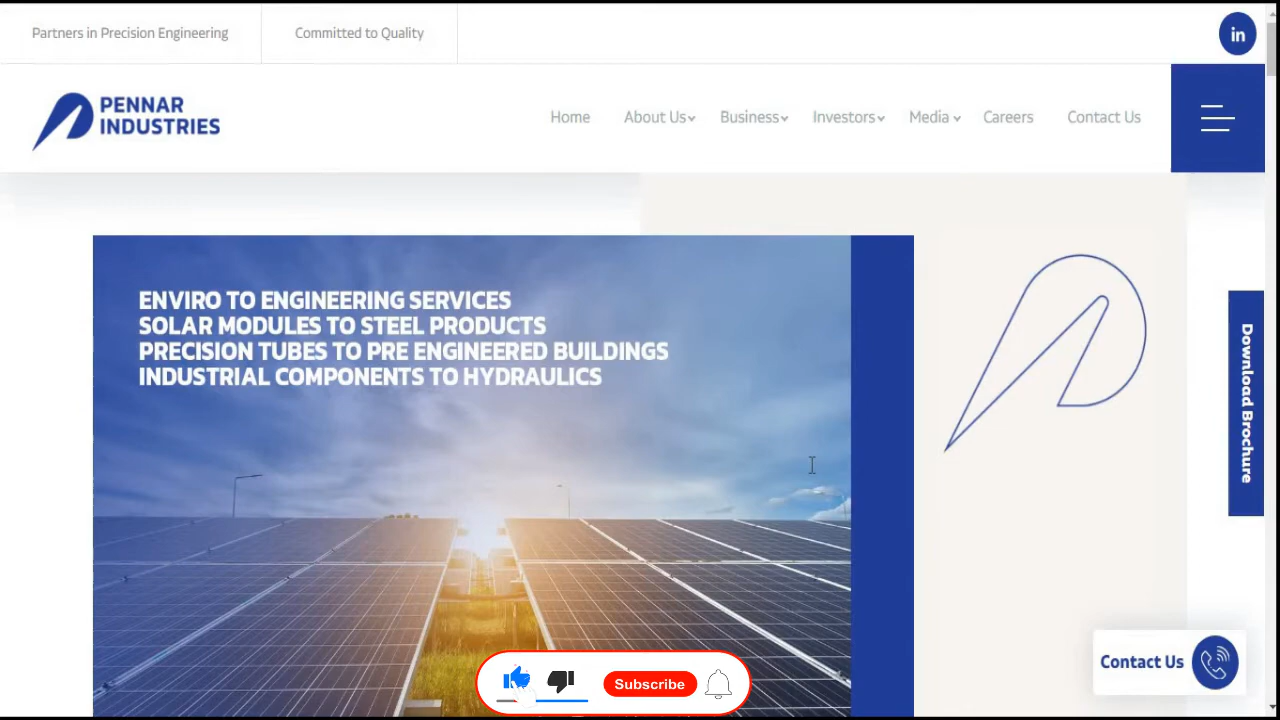 Partners in Precision Engineering
Committed to Quality
in
PENNAR
INDUSTRIES
Home
About Us
Business
Investors
Media
Careers
Contact Us
ENVIRO TO ENGINEERING SERVICES
SOLAR MODULES TO STEEL PRODUCTS
PRECISION TUBES TO PRE ENGINEERED BUILDINGS
INDUSTRIAL COMPONENTS TO HYDRAULICS
Download Brochure
Contact Us
Subscribe